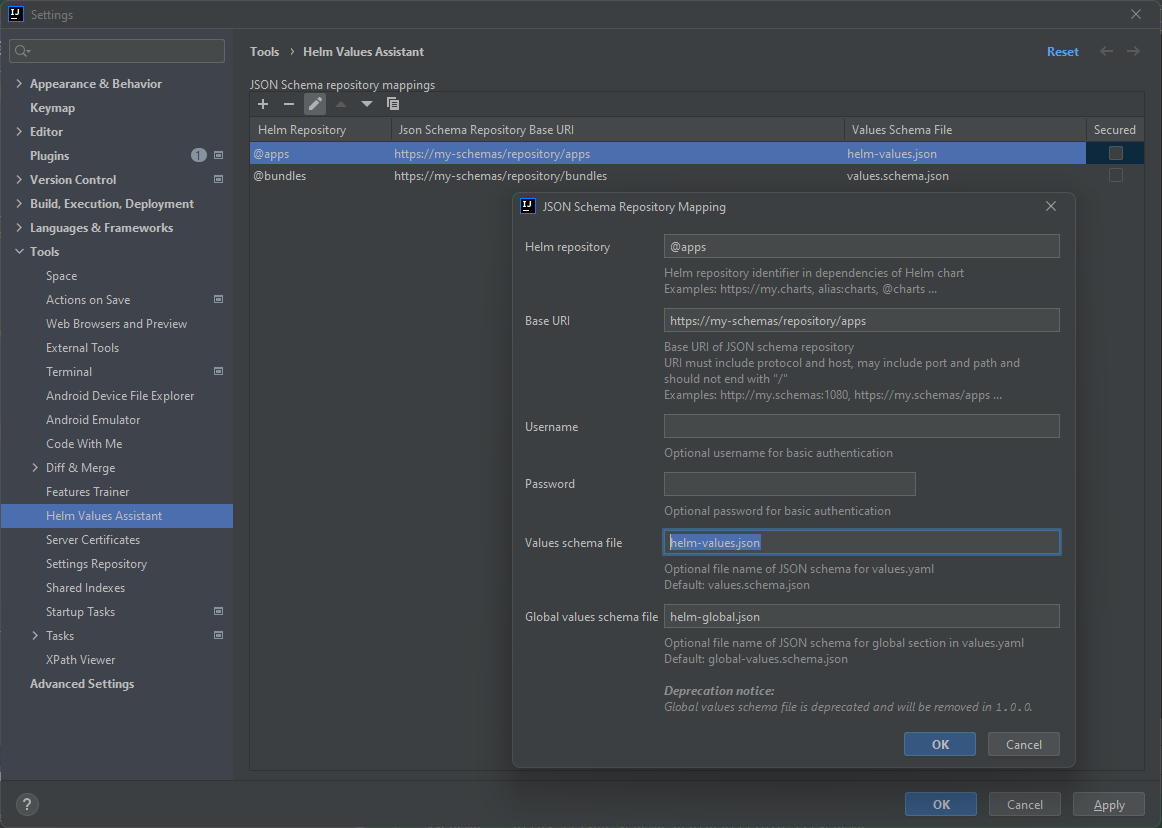 Settings
Appearance & Behavior
Keymap
Editor
Plugins 1
Version Control
Build, Execution, Deployment
Languages & Frameworks
Tools
Space
Actions on Save
Web Browsers and Preview
External Tools
Terminal
Android Device File Explorer
Android Emulator
Code With Me
Diff & Merge
Features Trainer
Helm Values Assistant
Server Certificates
Settings Repository
Shared Indexes
Startup Tasks
Tasks
XPath Viewer
Advanced Settings
Tools › Helm Values Assistant
Reset
JSON Schema repository mappings
Helm Repository Json Schema Repository Base URI Values Schema File Secured
@apps https://my-schemas/repository/apps helm-values.json
@bundles https://my-schemas/repository/bundles values.schema.json
JSON Schema Repository Mapping
Helm repository @apps
Helm repository identifier in dependencies of Helm chart
Examples: https://my.charts, alias:charts, @charts ...
Base URI https://my-schemas/repository/apps
Base URI of JSON schema repository
URI must include protocol and host, may include port and path and
should not end with "/"
Examples: http://my.schemas:1080, https://my.schemas/apps ...
Username
Optional username for basic authentication
Password
Optional password for basic authentication
Values schema file helm-values.json
Optional file name of JSON schema for values.yaml
Default: values.schema.json
Global values schema file helm-global.json
Optional file name of JSON schema for global section in values.yaml
Default: global-values.schema.json
Deprecation notice:
Global values schema file is deprecated and will be removed in 1.0.0.
OK Cancel
? OK Cancel Apply